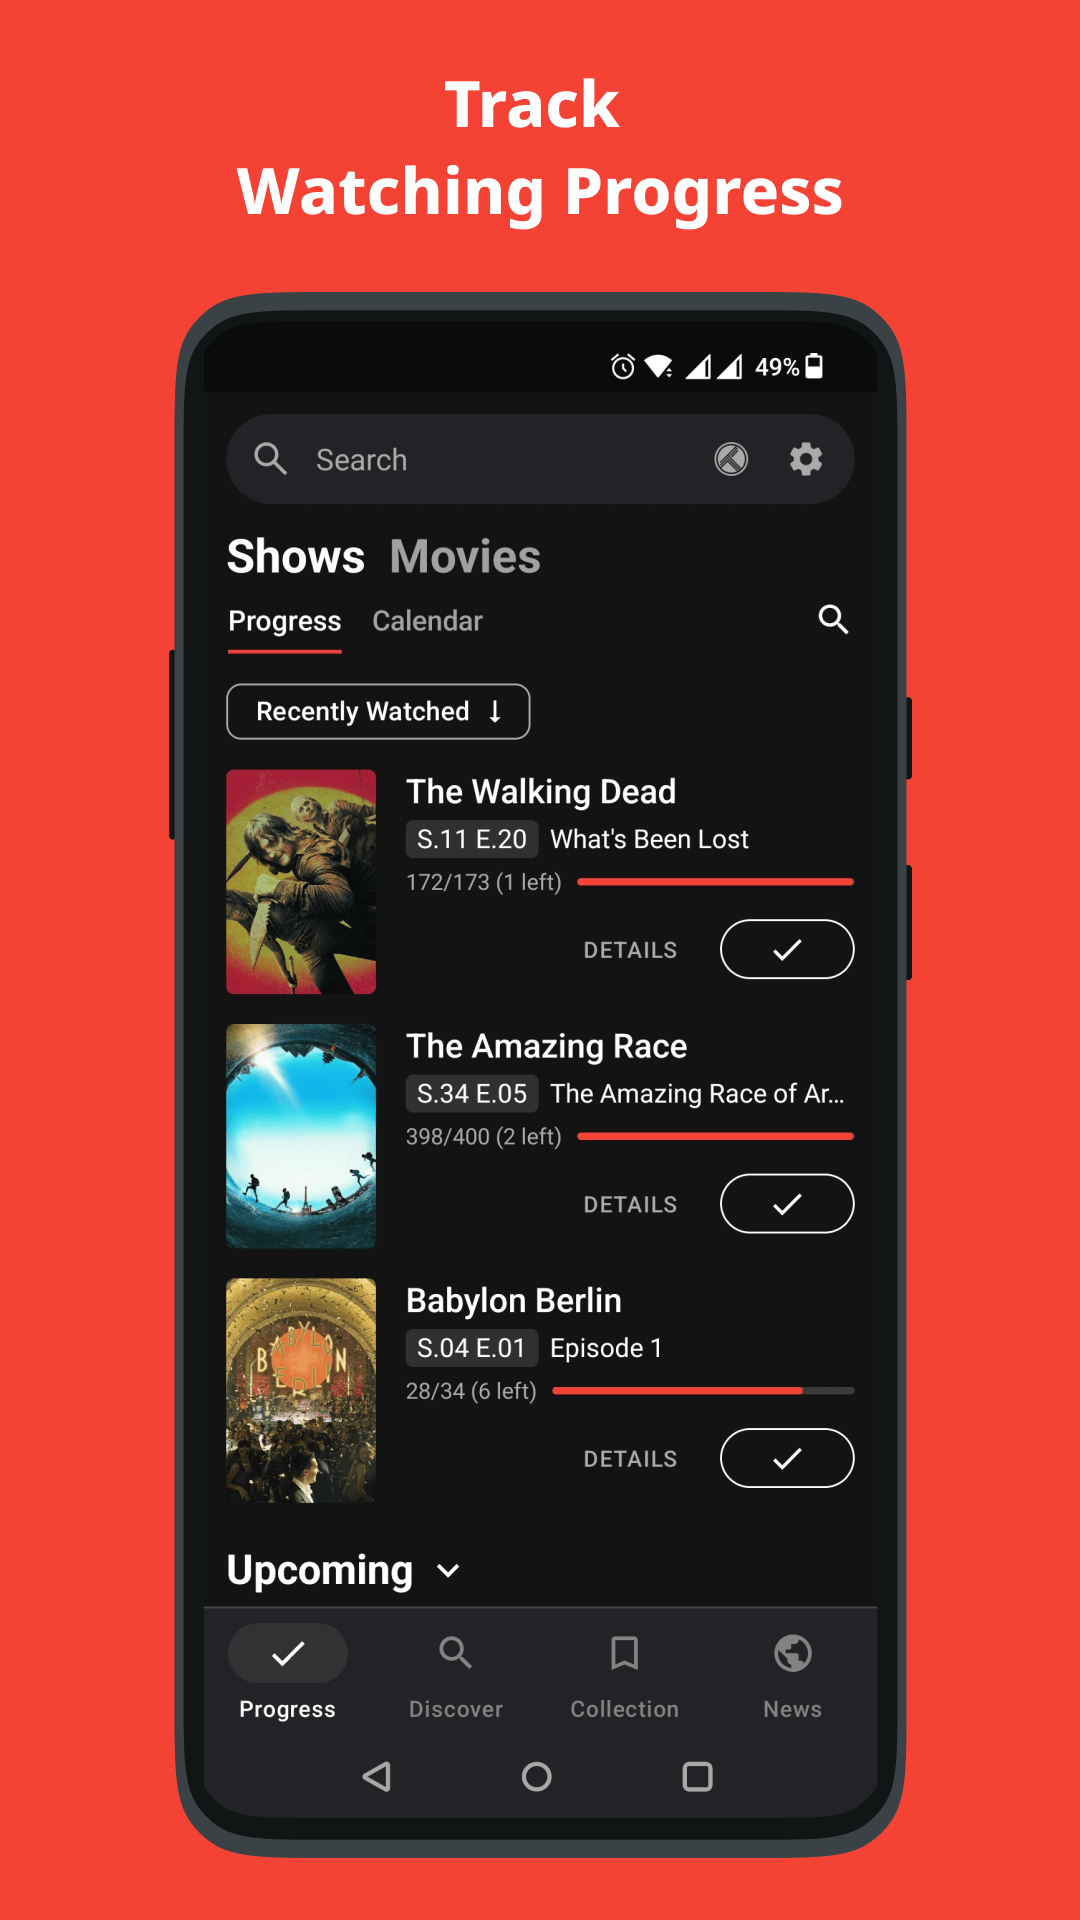 Track
Watching Progress
49%
Search
Shows Movies
Progress Calendar
Recently Watched ↓
The Walking Dead
S.11 E.20 What's Been Lost
172/173 (1 left)
DETAILS
The Amazing Race
S.34 E.05 The Amazing Race of Ar...
398/400 (2 left)
DETAILS
BABYLON
BERLIN
Babylon Berlin
S.04 E.01 Episode 1
28/34 (6 left)
DETAILS
Upcoming
Progress Discover Collection News